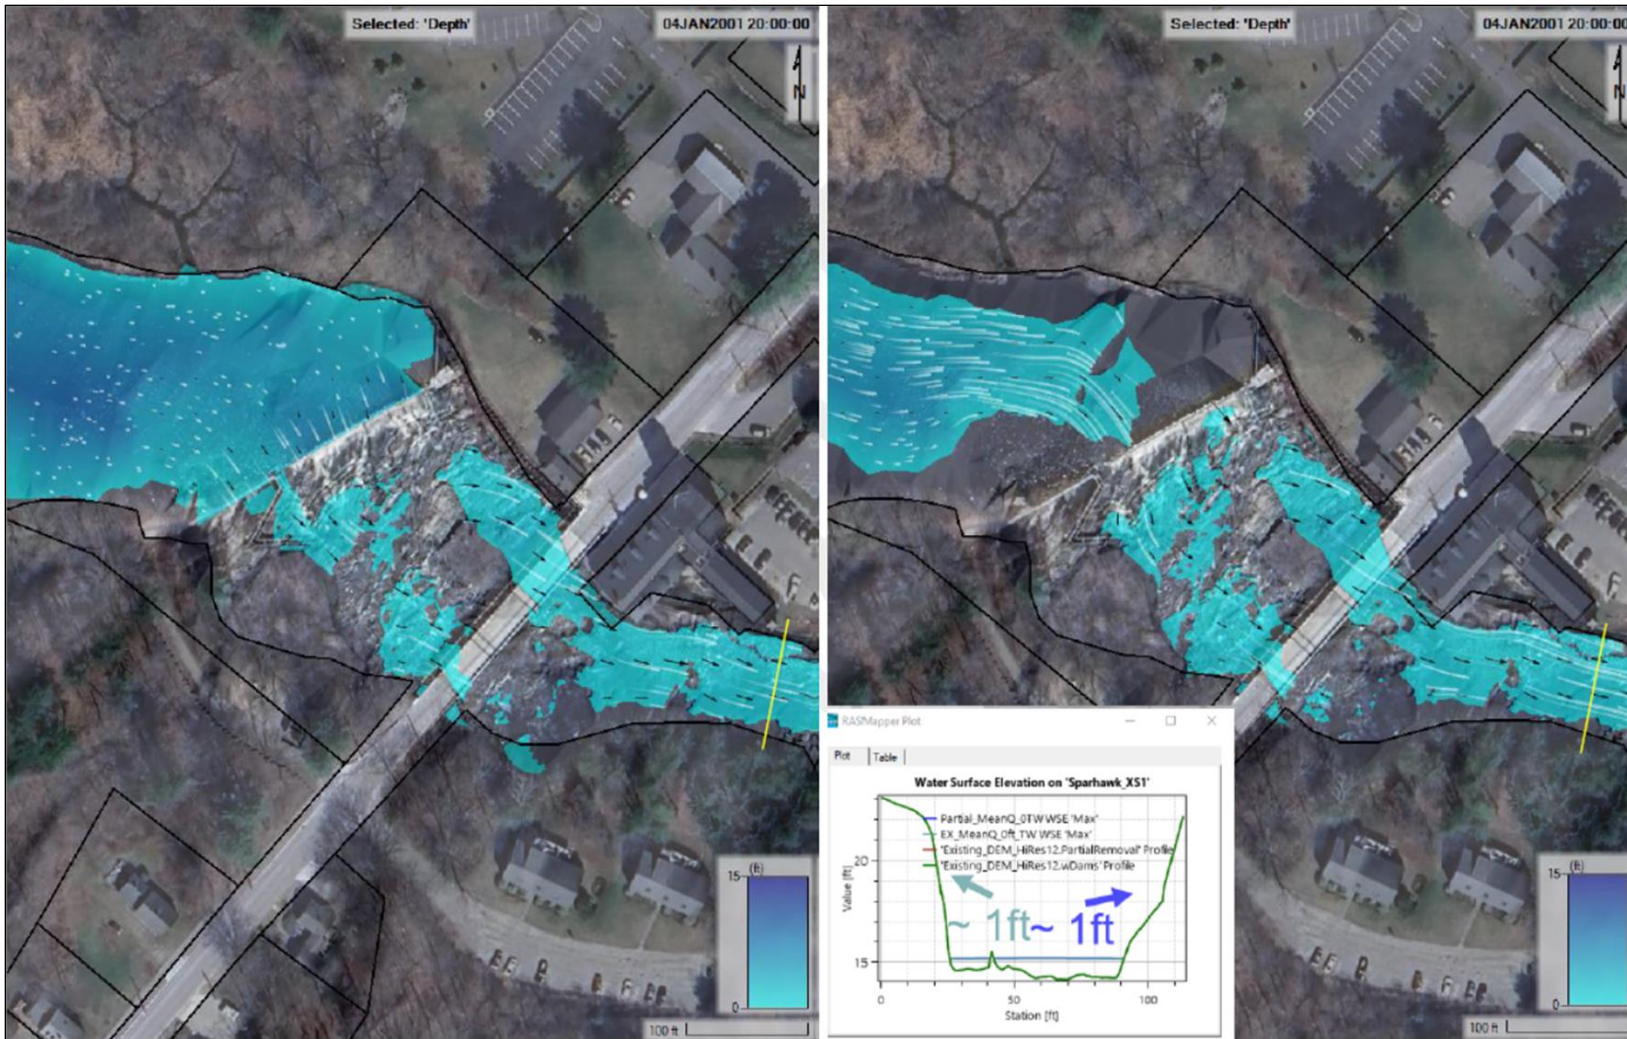 Selected: 'Depth'
04JAN2001 20:00:00
N
(ft)
15
0
100 ft
Selected: 'Depth'
04JAN2001 20:00:00
N
RASMapper Plot
Plot
Table
Water Surface Elevation on 'Sparhawk_XS1'
Partial_MeanQ_0TW WSE 'Max'
EX_MeanQ_0ft_TW WSE 'Max'
'Existing_DEM_HiRes12.PartialRemoval' Profile
'Existing_DEM_HiRes12.wDams' Profile
20
15
Value [ft]
~ 1ft
~ 1ft
0
50
100
Station [ft]
(ft)
15
0
100 ft